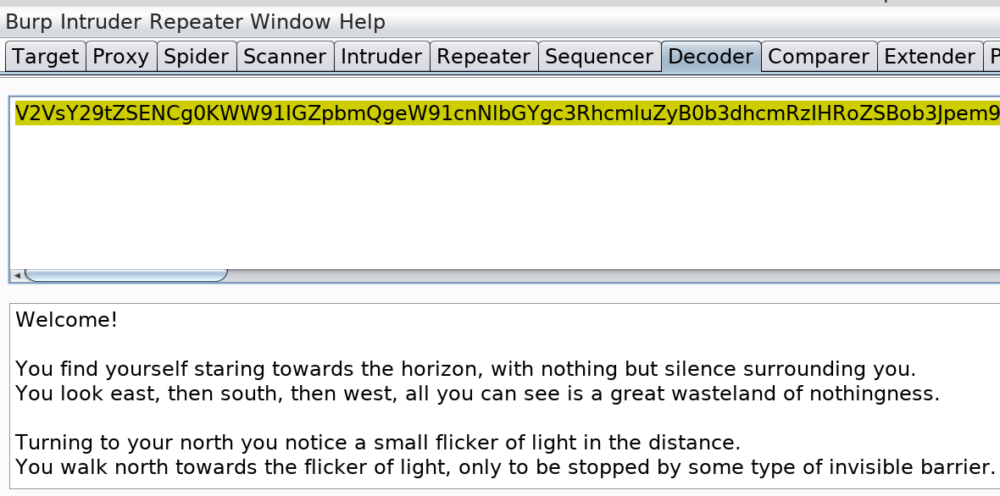 Burp Intruder Repeater Window Help
Target Proxy Spider Scanner Intruder Repeater Sequencer Decoder Comparer Extender P
V2VsY29tZSENCg0KWW91IGZpbmQgeW91cnNlbGYgc3RhcmluZyB0b3dhcmRzIHRoZSBob3Jpem9
Welcome!
You find yourself staring towards the horizon, with nothing but silence surrounding you.
You look east, then south, then west, all you can see is a great wasteland of nothingness.
Turning to your north you notice a small flicker of light in the distance.
You walk north towards the flicker of light, only to be stopped by some type of invisible barrier.